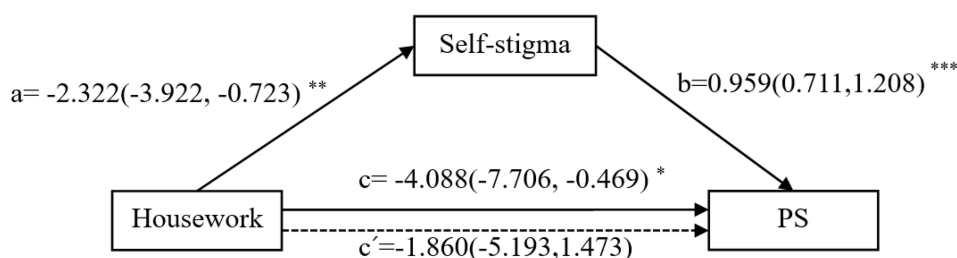 Self-stigma
a= -2.322(-3.922, -0.723) **
b=0.959(0.711,1.208) ***
c= -4.088(-7.706, -0.469) *
Housework
PS
c´=-1.860(-5.193,1.473)